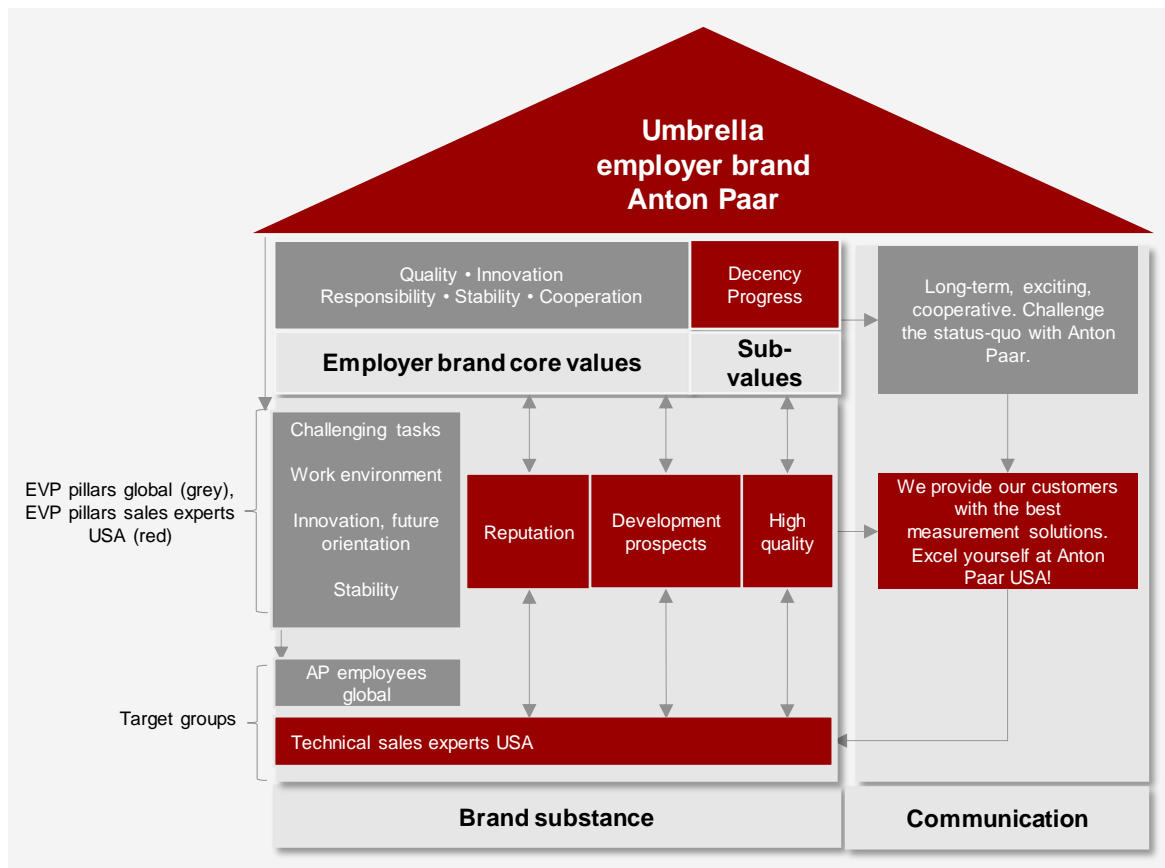 Umbrella
employer brand
Anton Paar
Quality • Innovation
Responsibility • Stability • Cooperation
Decency
Progress
Long-term, exciting,
cooperative. Challenge
the status-quo with Anton
Paar.
Employer brand core values
Sub-
values
EVP pillars global (grey),
EVP pillars sales experts
USA (red)
Challenging tasks
Work environment
Innovation, future
orientation
Stability
Reputation
Development
prospects
High
quality
We provide our customers
with the best
measurement solutions.
Excel yourself at Anton
Paar USA!
Target groups
AP employees
global
Technical sales experts USA
Brand substance
Communication